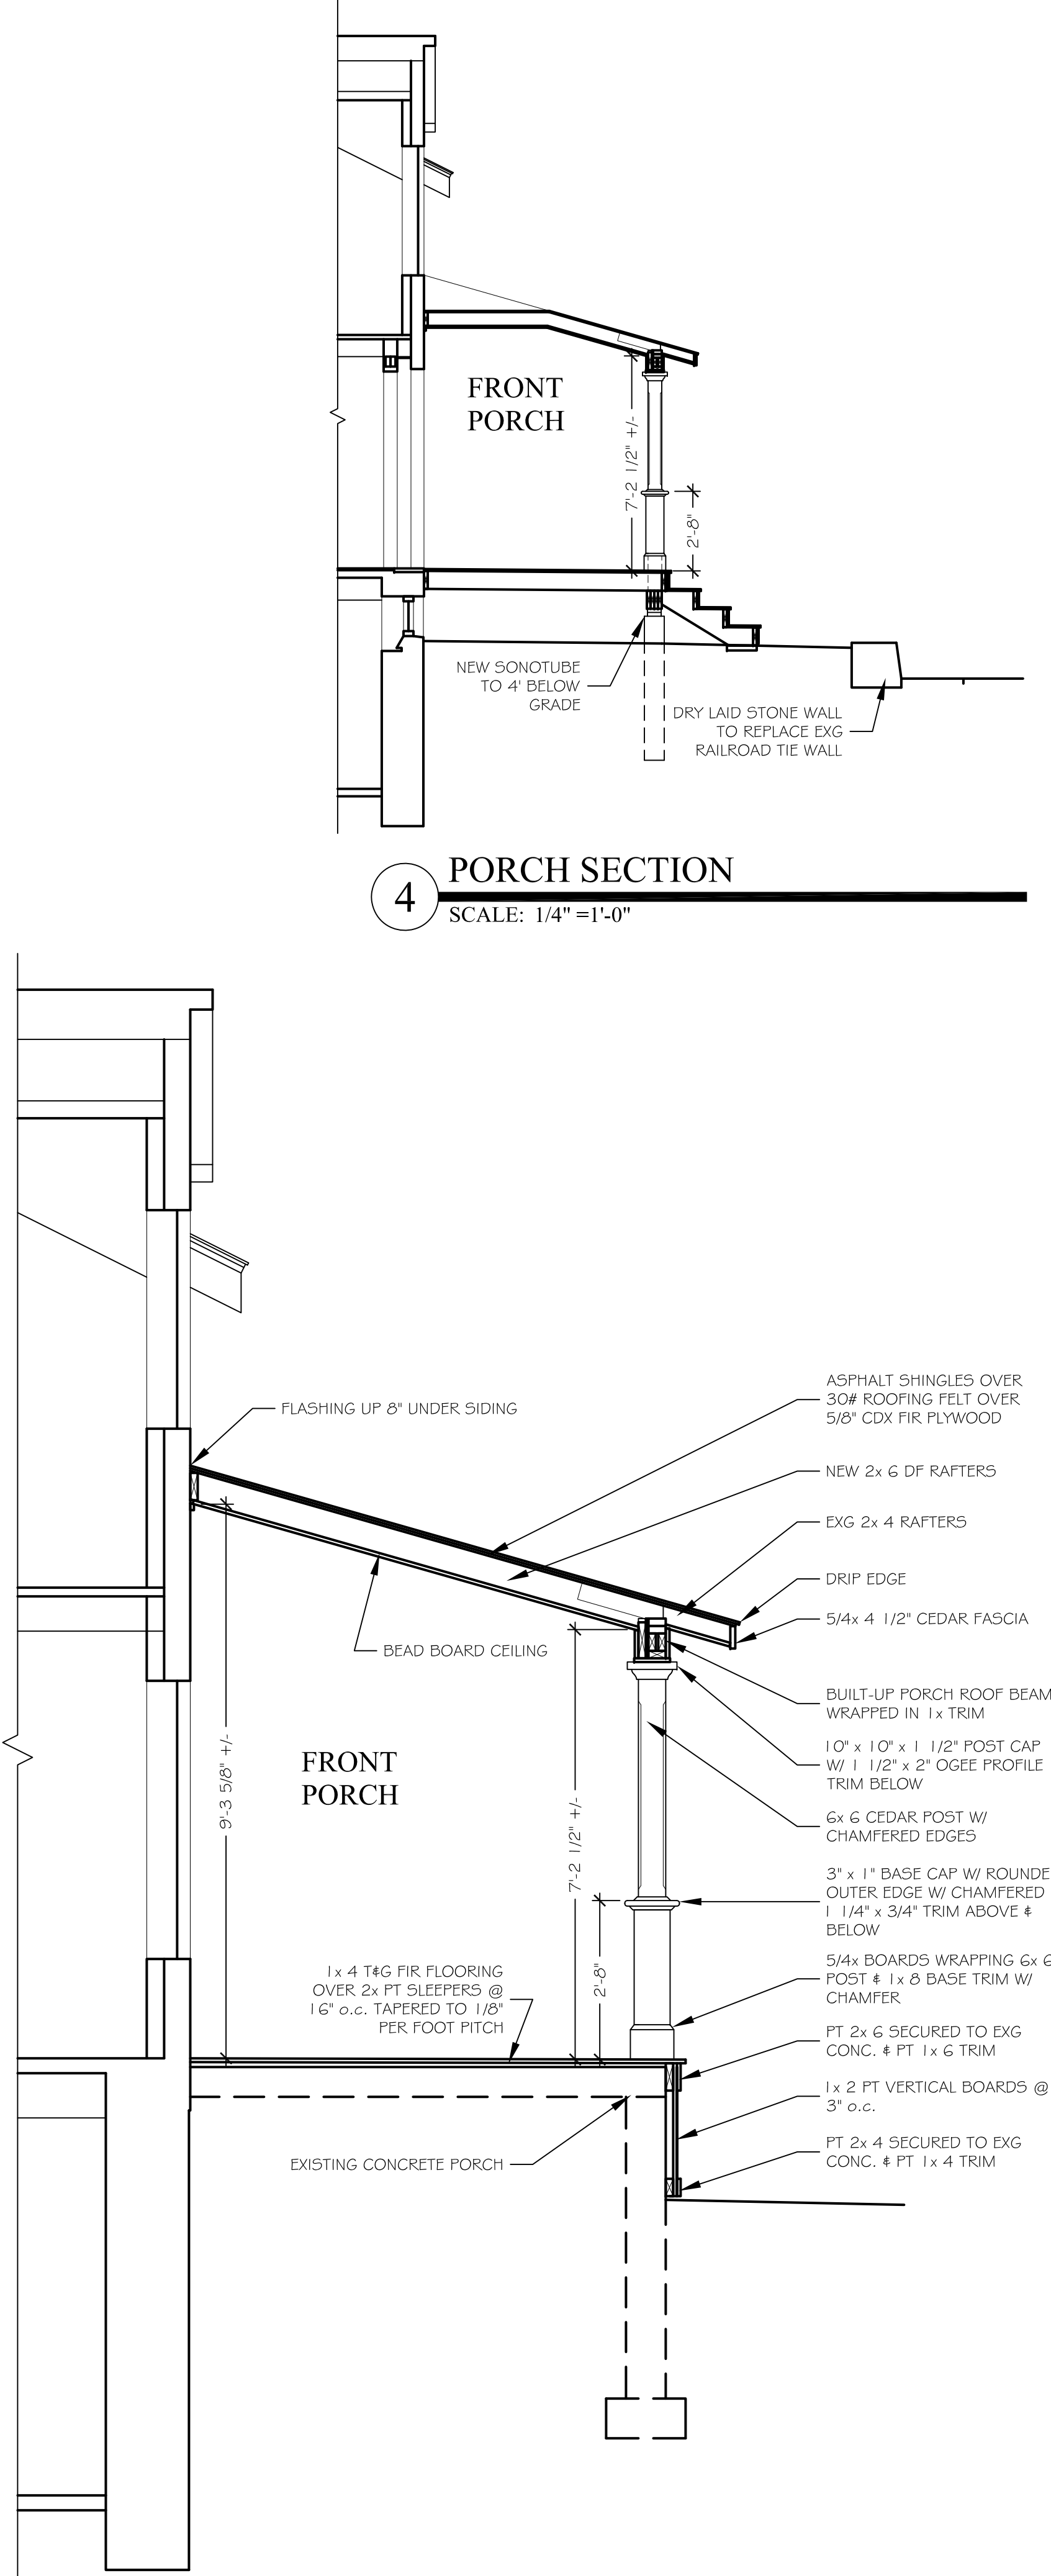 FRONT
PORCH
7'-2 1/2" +/-
2'-8"
NEW SONOTUBE
TO 4' BELOW
GRADE
DRY LAID STONE WALL
TO REPLACE EXG
RAILROAD TIE WALL
4
PORCH SECTION
SCALE: 1/4" =1'-0"
FLASHING UP 8" UNDER SIDING
ASPHALT SHINGLES OVER
30# ROOFING FELT OVER
5/8" CDX FIR PLYWOOD
NEW 2x 6 DF RAFTERS
EXG 2x 4 RAFTERS
DRIP EDGE
5/4x 4 1/2" CEDAR FASCIA
BEAD BOARD CEILING
BUILT-UP PORCH ROOF BEAM
WRAPPED IN 1x TRIM
10" x 10" x 1 1/2" POST CAP
W/ 1 1/2" x 2" OGEE PROFILE
TRIM BELOW
FRONT
PORCH
9'-3 5/8" +/-
7'-2 1/2" +/-
6x 6 CEDAR POST W/
CHAMFERED EDGES
3" x 1" BASE CAP W/ ROUNDE
OUTER EDGE W/ CHAMFERED
1 1/4" x 3/4" TRIM ABOVE &
BELOW
2'-8"
1x 4 T&G FIR FLOORING
OVER 2x PT SLEEPERS @
16" o.c. TAPERED TO 1/8"
PER FOOT PITCH
5/4x BOARDS WRAPPING 6x 6
POST & 1x 8 BASE TRIM W/
CHAMFER
PT 2x 6 SECURED TO EXG
CONC. & PT 1x 6 TRIM
1x 2 PT VERTICAL BOARDS @
3" o.c.
PT 2x 4 SECURED TO EXG
CONC. & PT 1x 4 TRIM
EXISTING CONCRETE PORCH